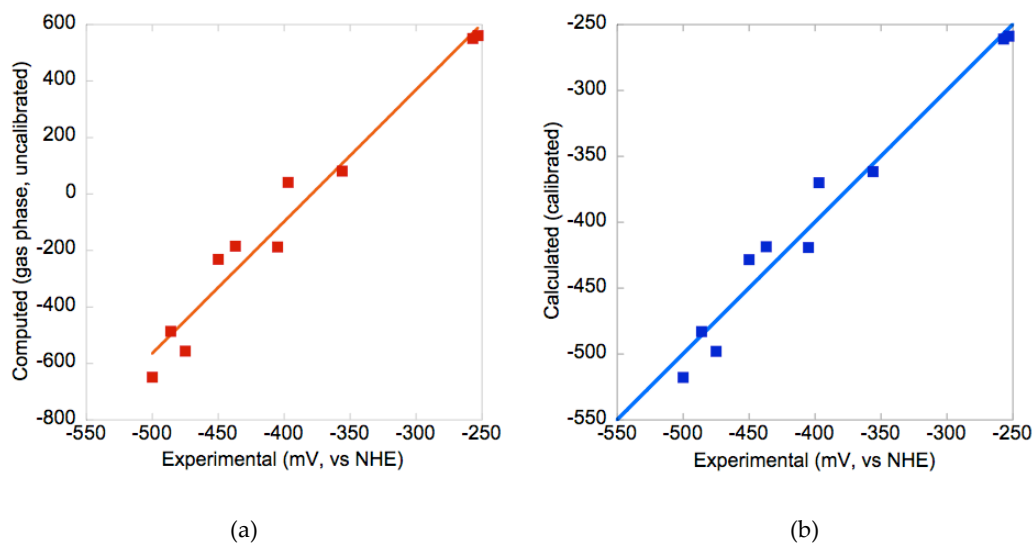 Computed (gas phase, uncalibrated)
600
400
200
0
-200
-400
-600
-800
-550 -500 -450 -400 -350 -300 -250
Experimental (mV, vs NHE)
(a)
Calculated (calibrated)
-250
-300
-350
-400
-450
-500
-550
-550 -500 -450 -400 -350 -300 -250
Experimental (mV, vs NHE)
(b)